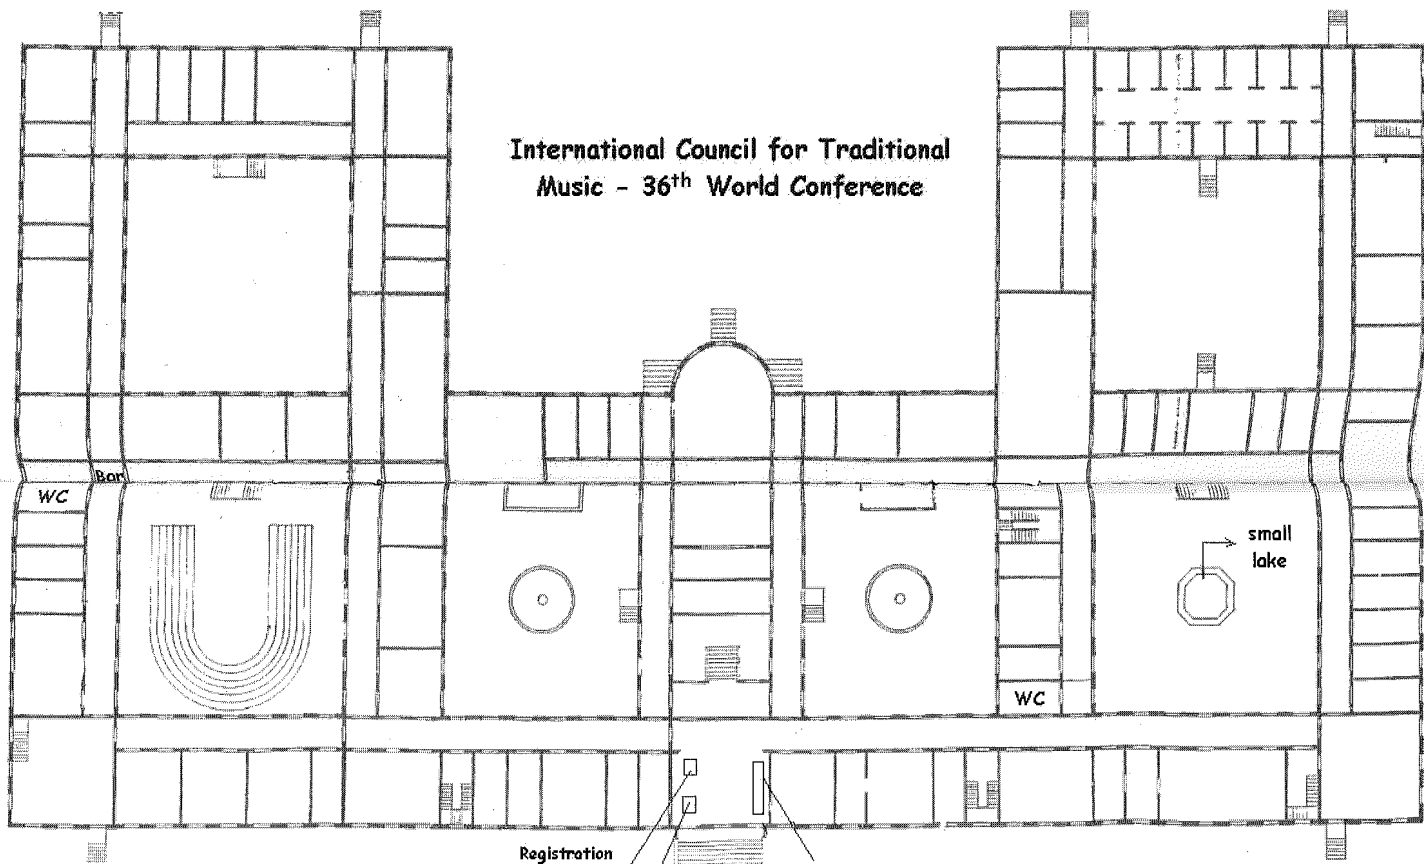 International Council for Traditional
Music - 36th World Conference
Bar
WC
small
lake
WC
Registration